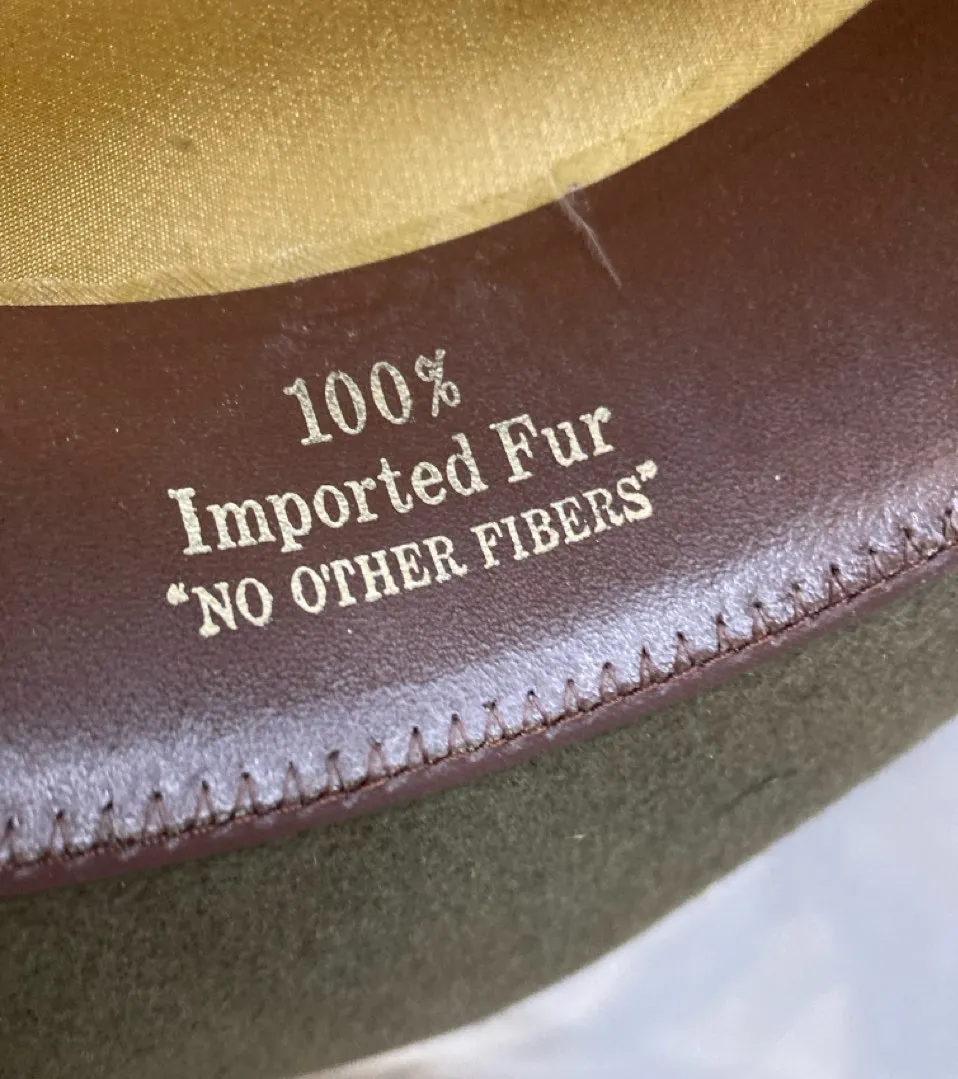 100%
Imported Fur
“NO OTHER FIBERS”